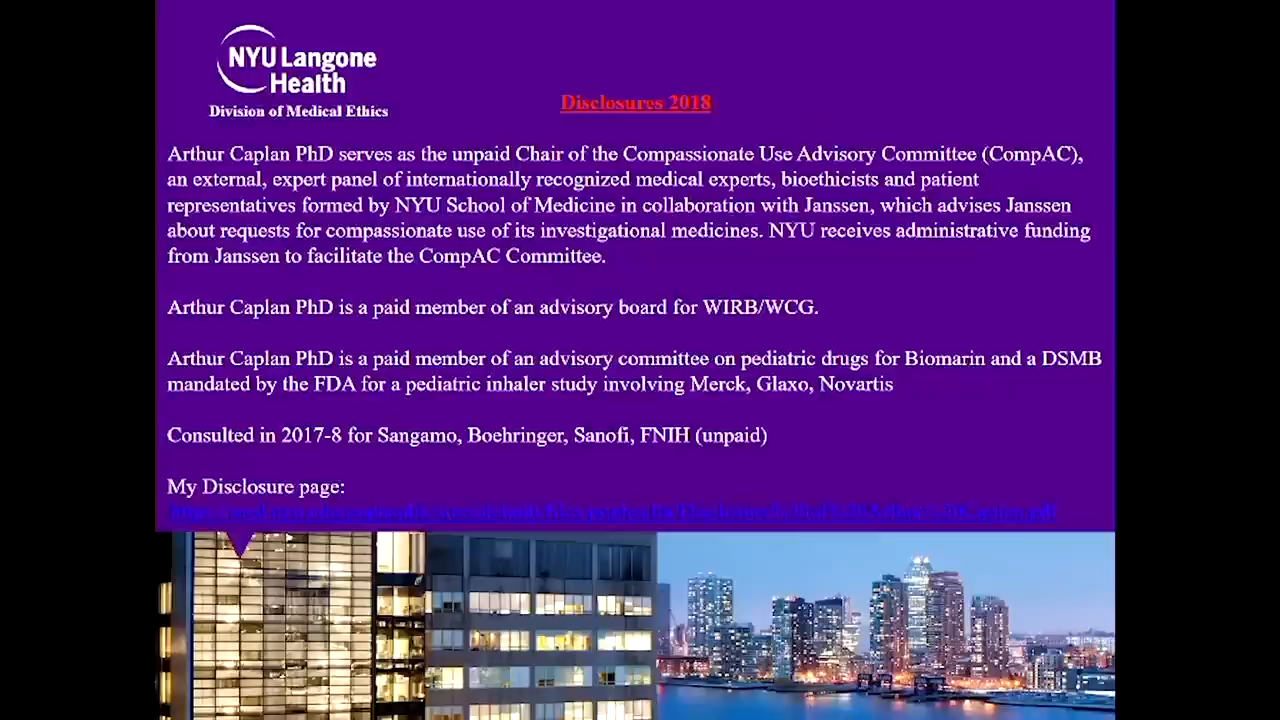 NYU Langone
Health
Division of Medical Ethics
Disclosures 2018
Arthur Caplan PhD serves as the unpaid Chair of the Compassionate Use Advisory Committee (CompAC),
an external, expert panel of internationally recognized medical experts, bioethicists and patient
representatives formed by NYU School of Medicine in collaboration with Janssen, which advises Janssen
about requests for compassionate use of its investigational medicines. NYU receives administrative funding
from Janssen to facilitate the CompAC Committee.
Arthur Caplan PhD is a paid member of an advisory board for WIRB/WCG.
Arthur Caplan PhD is a paid member of an advisory committee on pediatric drugs for Biomarin and a DSMB
mandated by the FDA for a pediatric inhaler study involving Merck, Glaxo, Novartis
Consulted in 2017-8 for Sangamo, Boehringer, Sanofi, FNIH (unpaid)
My Disclosure page: